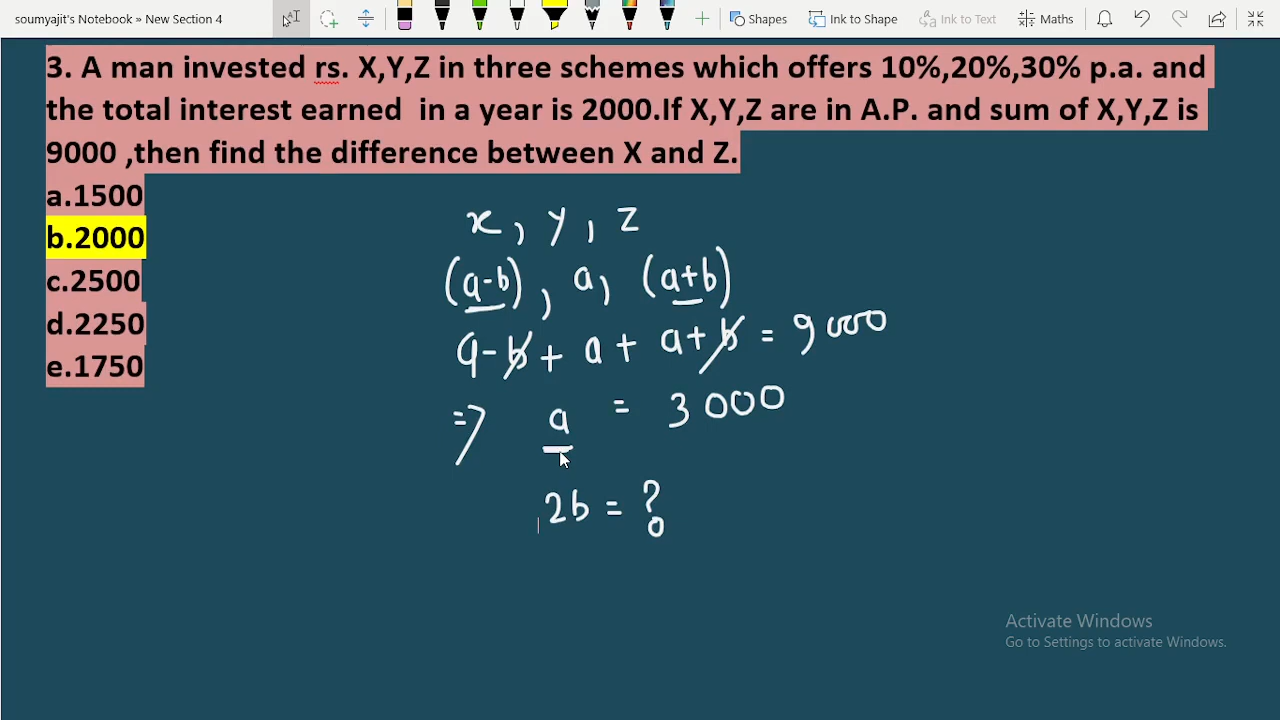 soumyajit's Notebook » New Section 4
Shapes
Ink to Shape
Ink to Text
Maths
3. A man invested rs. X,Y,Z in three schemes which offers 10%,20%,30% p.a. and
the total interest earned in a year is 2000.If X,Y,Z are in A.P. and sum of X,Y,Z is
9000 ,then find the difference between X and Z.
a.1500
b.2000
c.2500
d.2250
e.1750
x, y, z
(a-b), a, (a+b)
a-b + a + a+b = 9000
=> a = 3000
2b = ?
Activate Windows
Go to Settings to activate Windows.